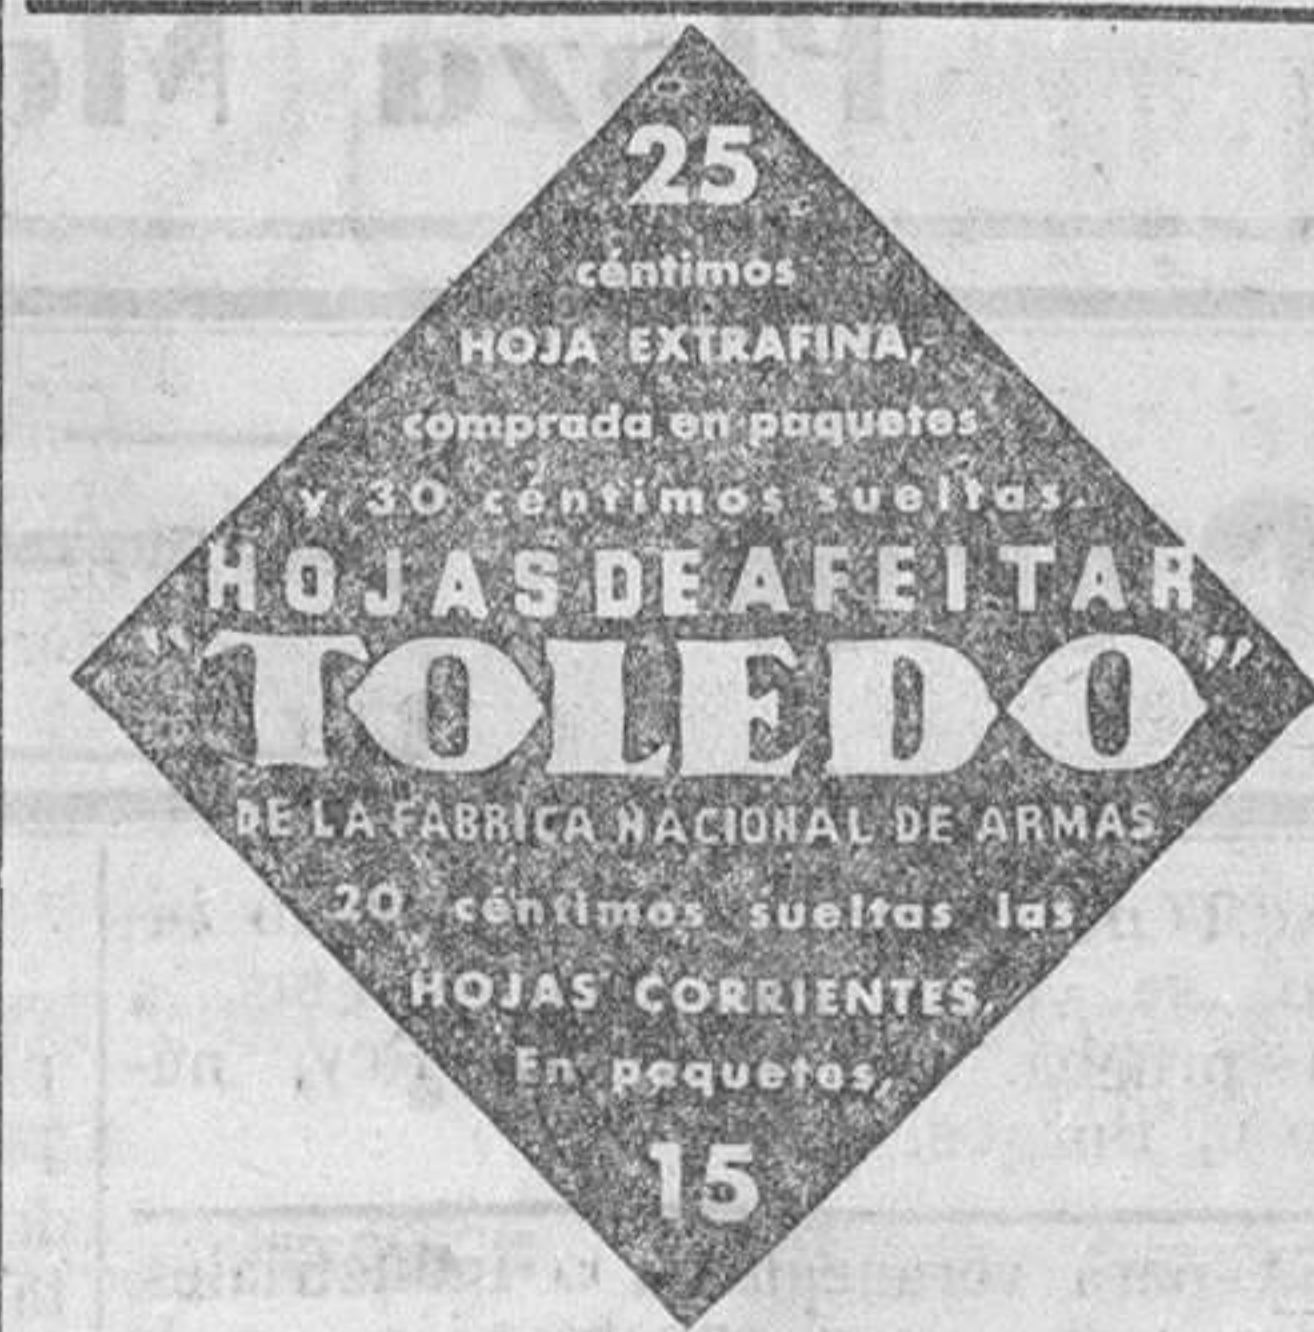 25
céntimos
HOJA EXTRAFINA,
comprada en paquetes
y 30 céntimos sueltas.
HOJAS DE AFEITAR
"TOLEDO"
DE LA FABRICA NACIONAL DE ARMAS
20 céntimos sueltas las
HOJAS CORRIENTES,
En paquetes,
15